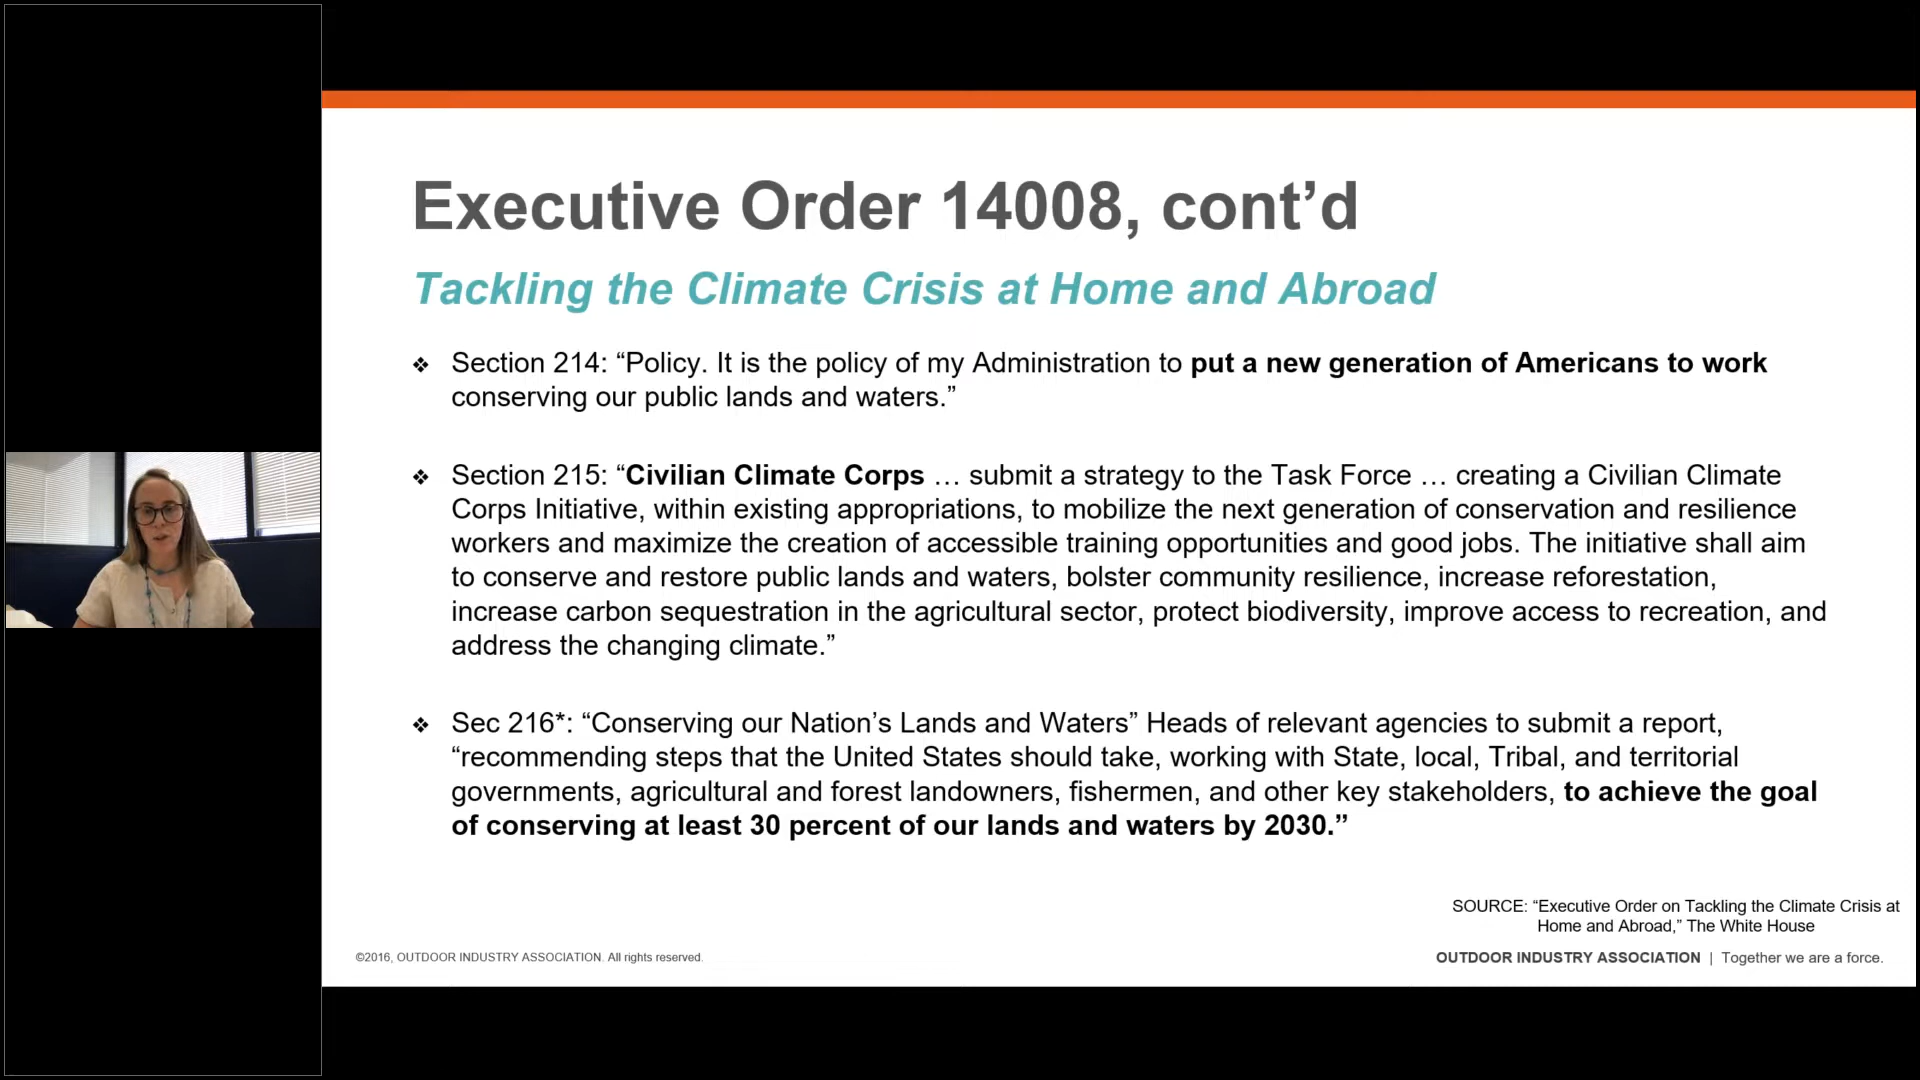 Executive Order 14008, cont’d
Tackling the Climate Crisis at Home and Abroad
❖ Section 214: “Policy. It is the policy of my Administration to put a new generation of Americans to work
conserving our public lands and waters.”
❖ Section 215: “Civilian Climate Corps … submit a strategy to the Task Force … creating a Civilian Climate
Corps Initiative, within existing appropriations, to mobilize the next generation of conservation and resilience
workers and maximize the creation of accessible training opportunities and good jobs. The initiative shall aim
to conserve and restore public lands and waters, bolster community resilience, increase reforestation,
increase carbon sequestration in the agricultural sector, protect biodiversity, improve access to recreation, and
address the changing climate.”
❖ Sec 216*: “Conserving our Nation’s Lands and Waters” Heads of relevant agencies to submit a report,
“recommending steps that the United States should take, working with State, local, Tribal, and territorial
governments, agricultural and forest landowners, fishermen, and other key stakeholders, to achieve the goal
of conserving at least 30 percent of our lands and waters by 2030.”
SOURCE: “Executive Order on Tackling the Climate Crisis at
Home and Abroad,” The White House
©2016, OUTDOOR INDUSTRY ASSOCIATION. All rights reserved.
OUTDOOR INDUSTRY ASSOCIATION | Together we are a force.